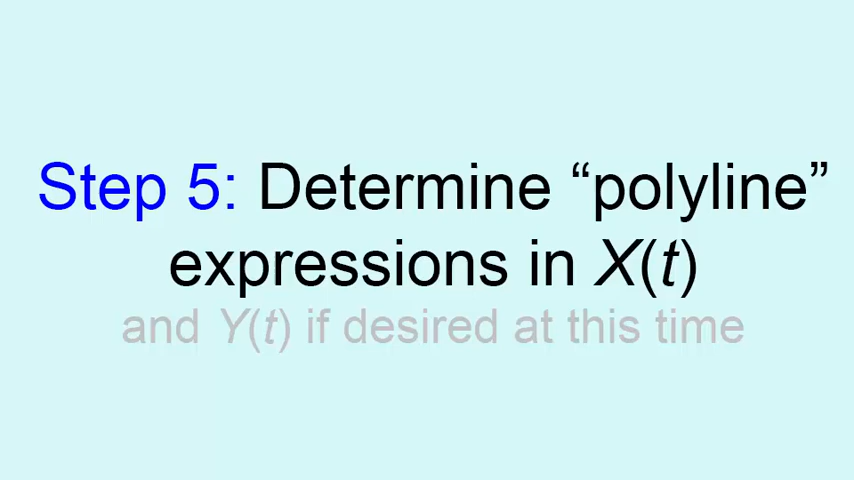 Step 5: Determine “polyline”
expressions in X(t)
and Y(t) if desired at this time